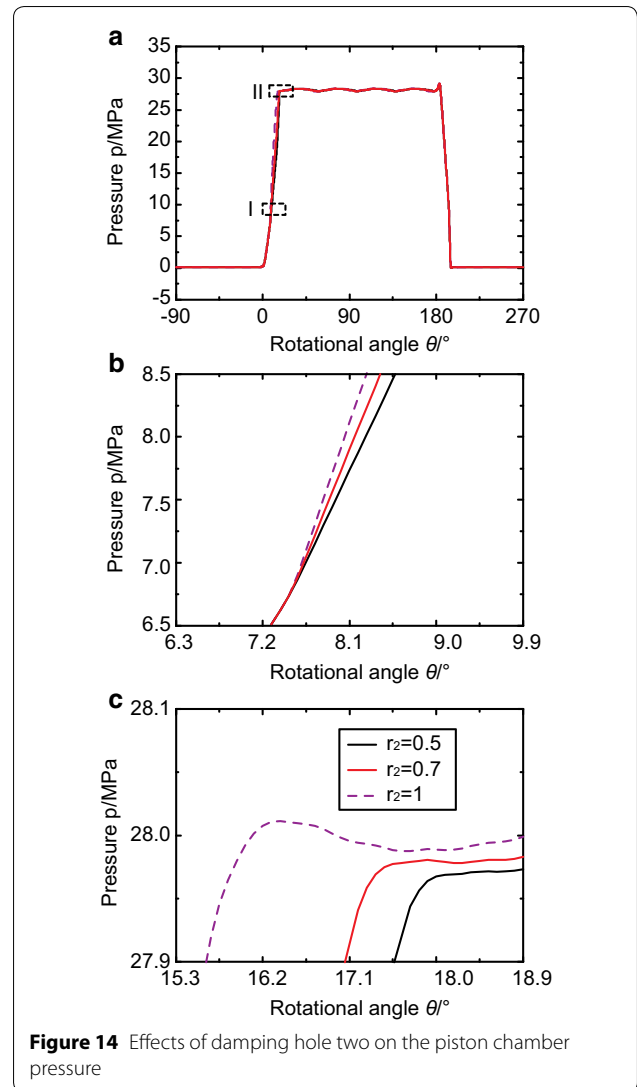 a
35
30
25
20
15
10
5
0
-5
Pressure p/MPa
II
I
-90 0 90 180 270
Rotational angle θ/°
b
8.5
8.0
7.5
7.0
6.5
Pressure p/MPa
6.3 7.2 8.1 9.0 9.9
Rotational angle θ/°
c
28.1
28.0
27.9
Pressure p/MPa
r₂=0.5
r₂=0.7
r₂=1
15.3 16.2 17.1 18.0 18.9
Rotational angle θ/°
Figure 14 Effects of damping hole two on the piston chamber
pressure